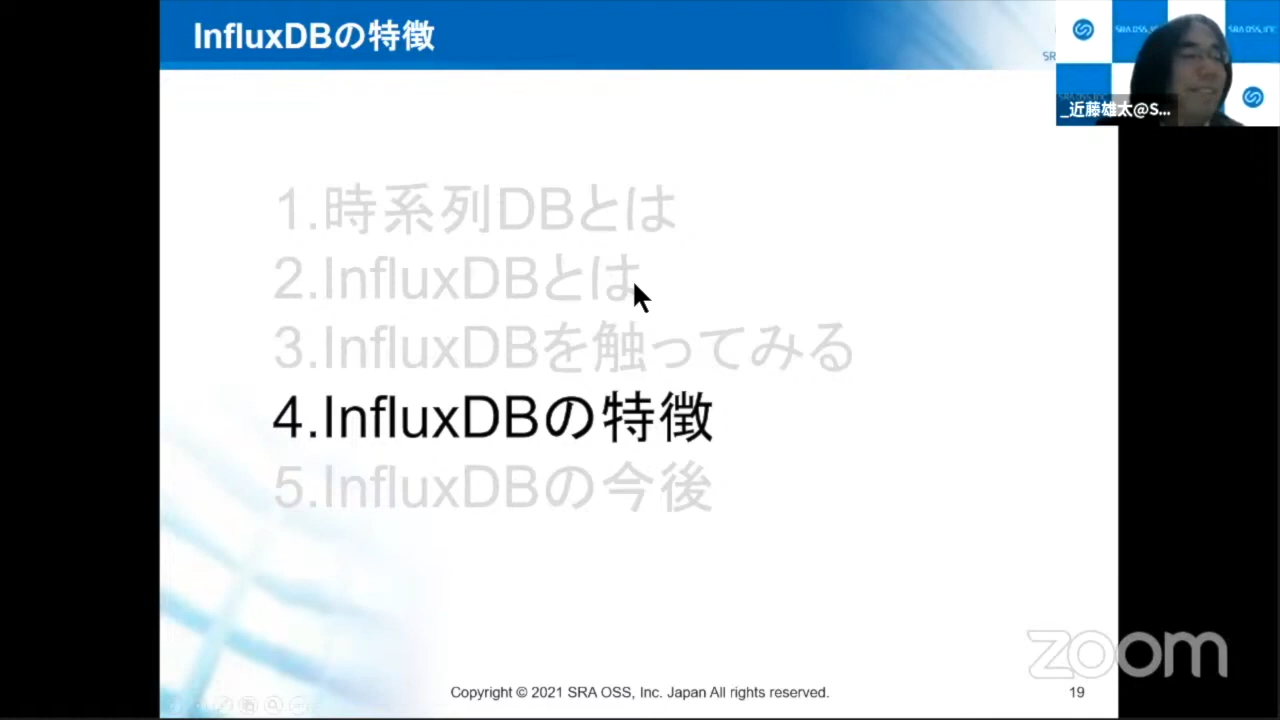 InfluxDBの特徴
SRA OSS, INC
_近藤雄太@S...
1.時系列DBとは
2.InfluxDBとは
3.InfluxDBを触ってみる
4.InfluxDBの特徴
5.InfluxDBの今後
zoom
Copyright © 2021 SRA OSS, Inc. Japan All rights reserved.
19